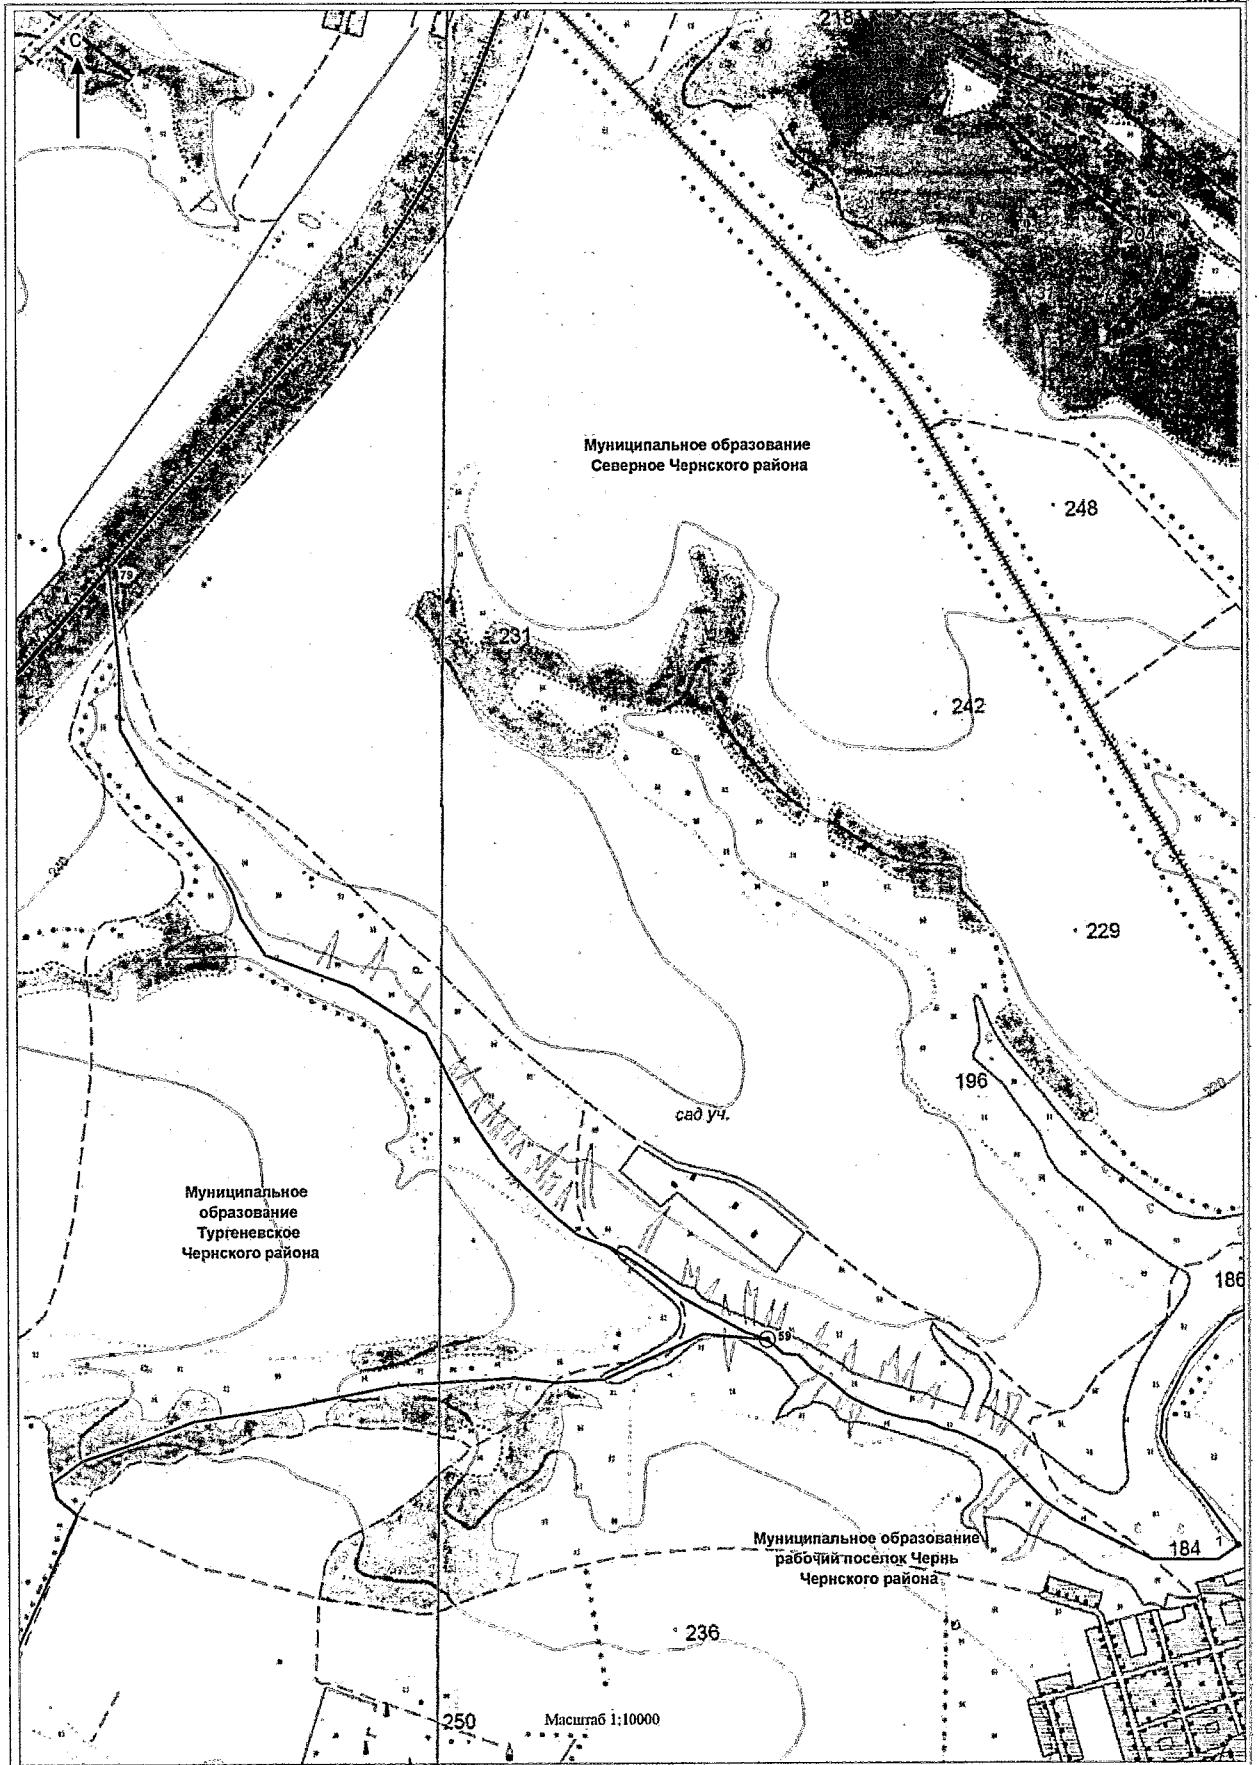 218
С
204
Муниципальное образование
Северное Чернского района
248
79
231
242
229
196
сад уч.
Муниципальное
образование
Тургеневское
Чернского района
186
59
Муниципальное образование
рабочий поселок Чернь
Чернского района
184
1
236
250
Масштаб 1:10000